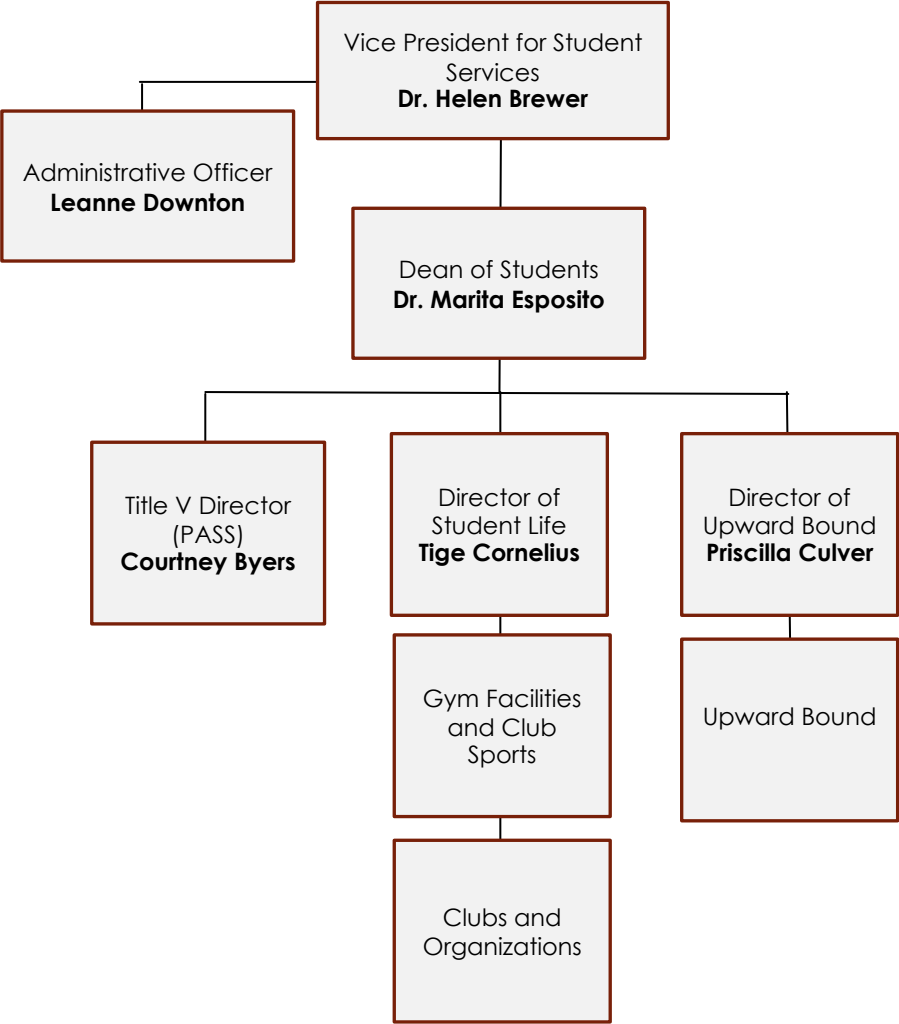 Vice President for Student
Services
Dr. Helen Brewer
Administrative Officer
Leanne Downton
Dean of Students
Dr. Marita Esposito
Title V Director
(PASS)
Courtney Byers
Director of
Student Life
Tige Cornelius
Director of
Upward Bound
Priscilla Culver
Gym Facilities
and Club
Sports
Upward Bound
Clubs and
Organizations